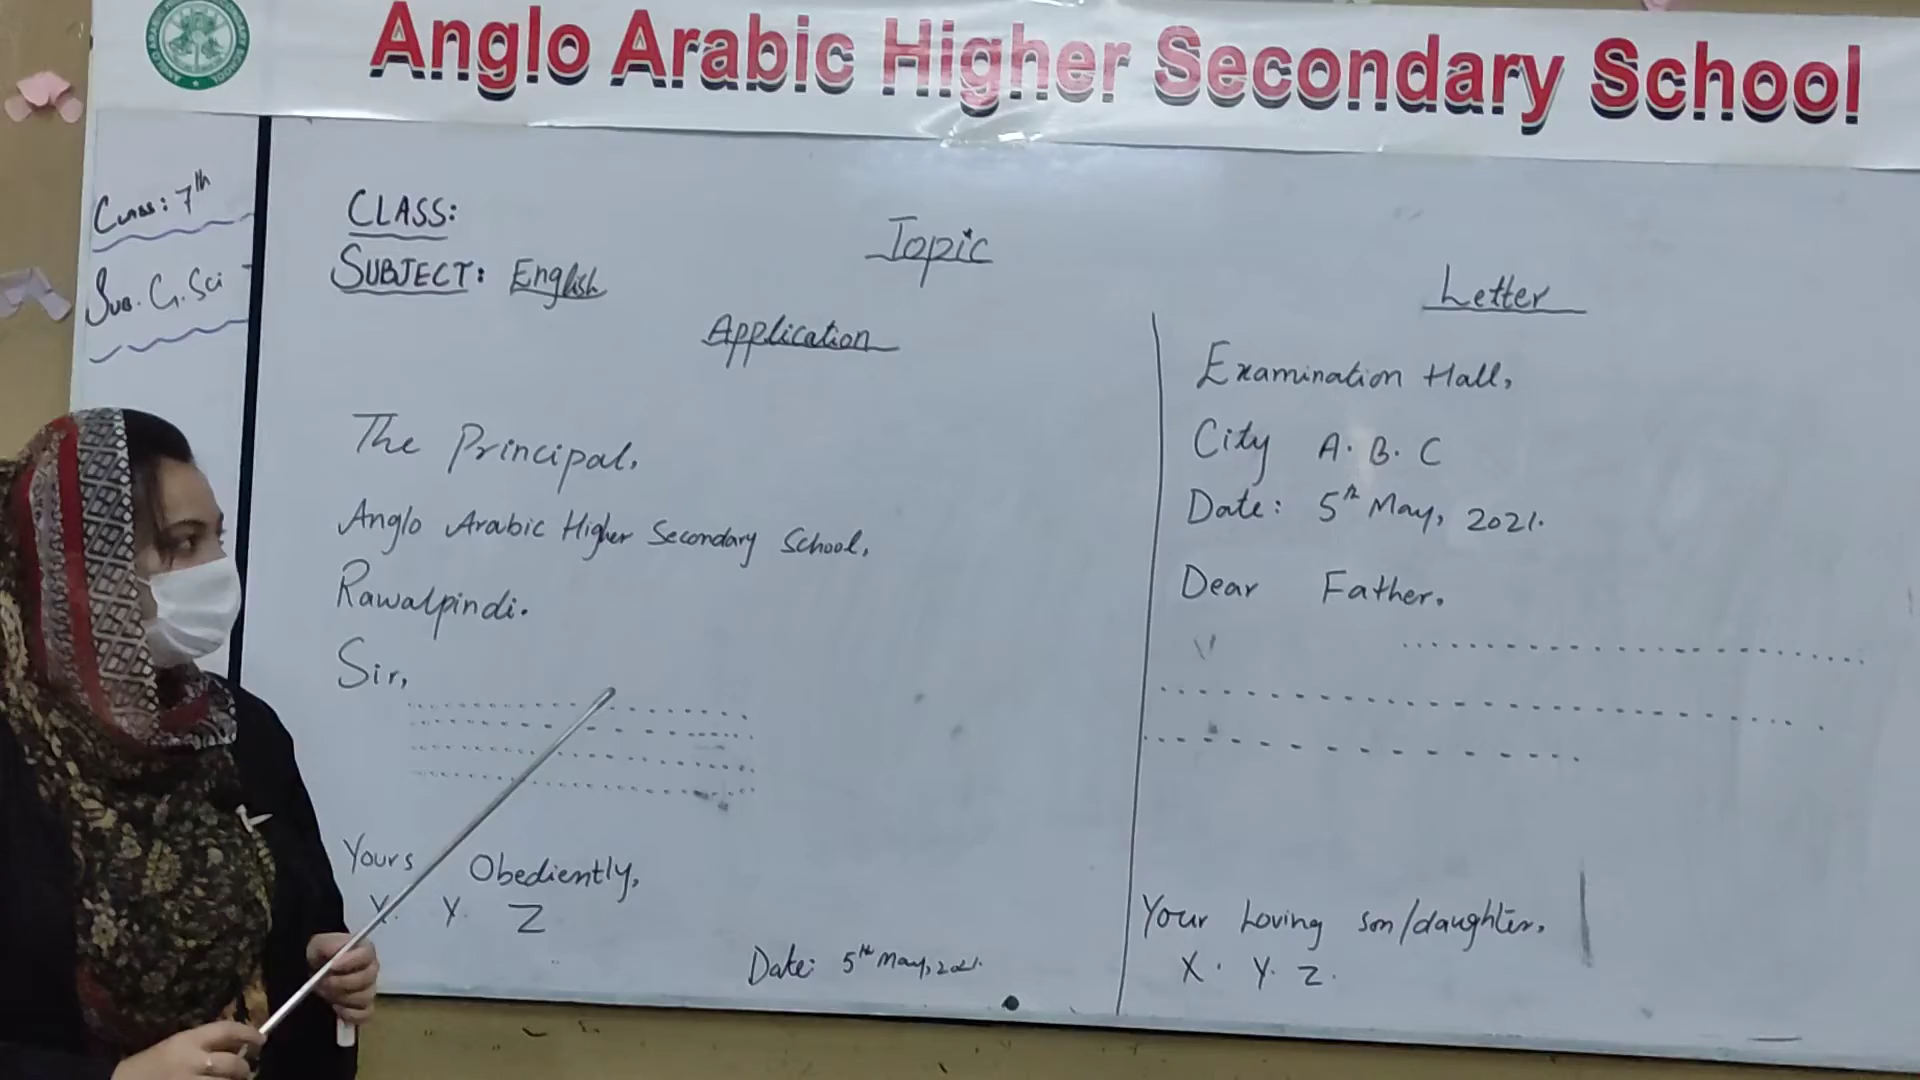 Anglo Arabic Higher Secondary School
Class: 7th
Sub. G. Sci
CLASS:
SUBJECT: English
Topic
Application
The Principal,
Anglo Arabic Higher Secondary School,
Rawalpindi.
Sir,
Yours Obediently,
X. Y. Z
Date: 5th May, 2021.
Letter
Examination Hall,
City A. B. C
Date: 5th May, 2021.
Dear Father,
Your Loving son/daughter,
X. Y. Z.